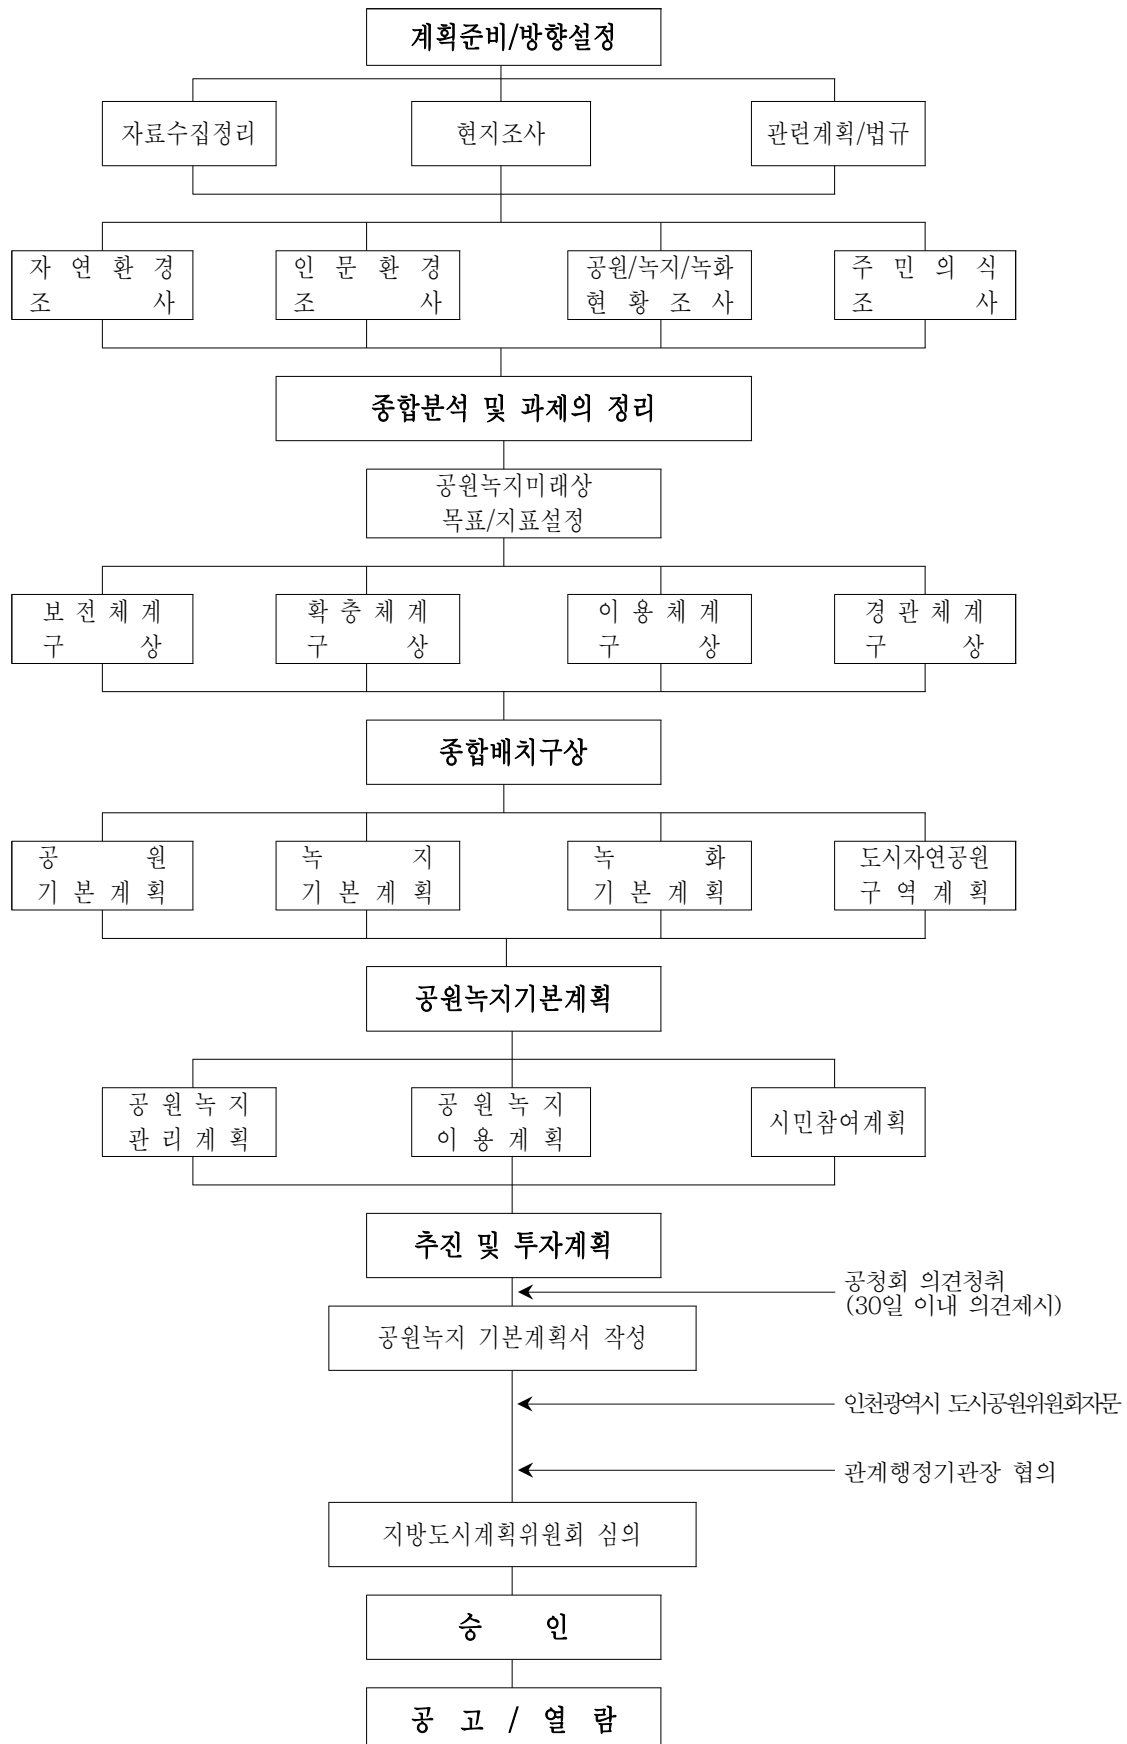 계획준비/방향설정
자료수집정리
현지조사
관련계획/법규
자 연 환 경
조 사
인 문 환 경
조 사
공원/녹지/녹화
현 황 조 사
주 민 의 식
조 사
종합분석 및 과제의 정리
공원녹지미래상
목표/지표설정
보 전 체 계
구 상
확 충 체 계
구 상
이 용 체 계
구 상
경 관 체 계
구 상
종합배치구상
공 원
기 본 계 획
녹 지
기 본 계 획
녹 화
기 본 계 획
도시자연공원
구 역 계 획
공원녹지기본계획
공 원 녹 지
관 리 계 획
공 원 녹 지
이 용 계 획
시민참여계획
추진 및 투자계획
공청회 의견청취
(30일 이내 의견제시)
공원녹지 기본계획서 작성
인천광역시 도시공원위원회자문
관계행정기관장 협의
지방도시계획위원회 심의
승 인
공 고 / 열 람